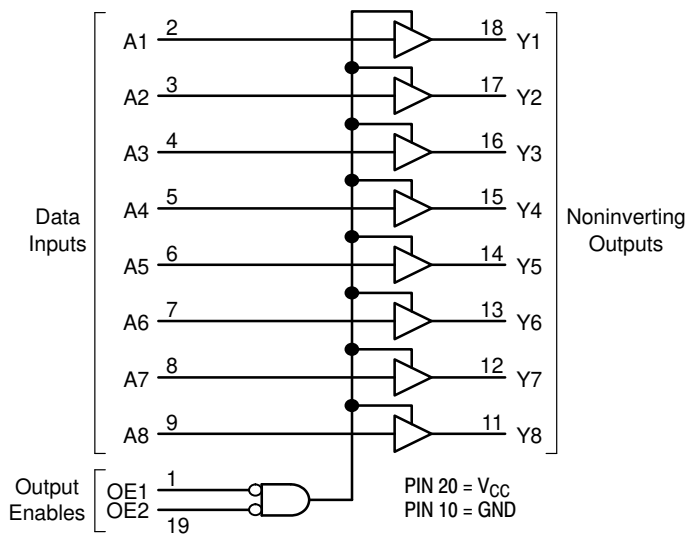 A1 2 18 Y1
A2 3 17 Y2
A3 4 16 Y3
A4 5 15 Y4
Data Inputs
Noninverting Outputs
A5 6 14 Y5
A6 7 13 Y6
A7 8 12 Y7
A8 9 11 Y8
Output Enables
OE1 1
OE2 19
PIN 20 = VCC
PIN 10 = GND